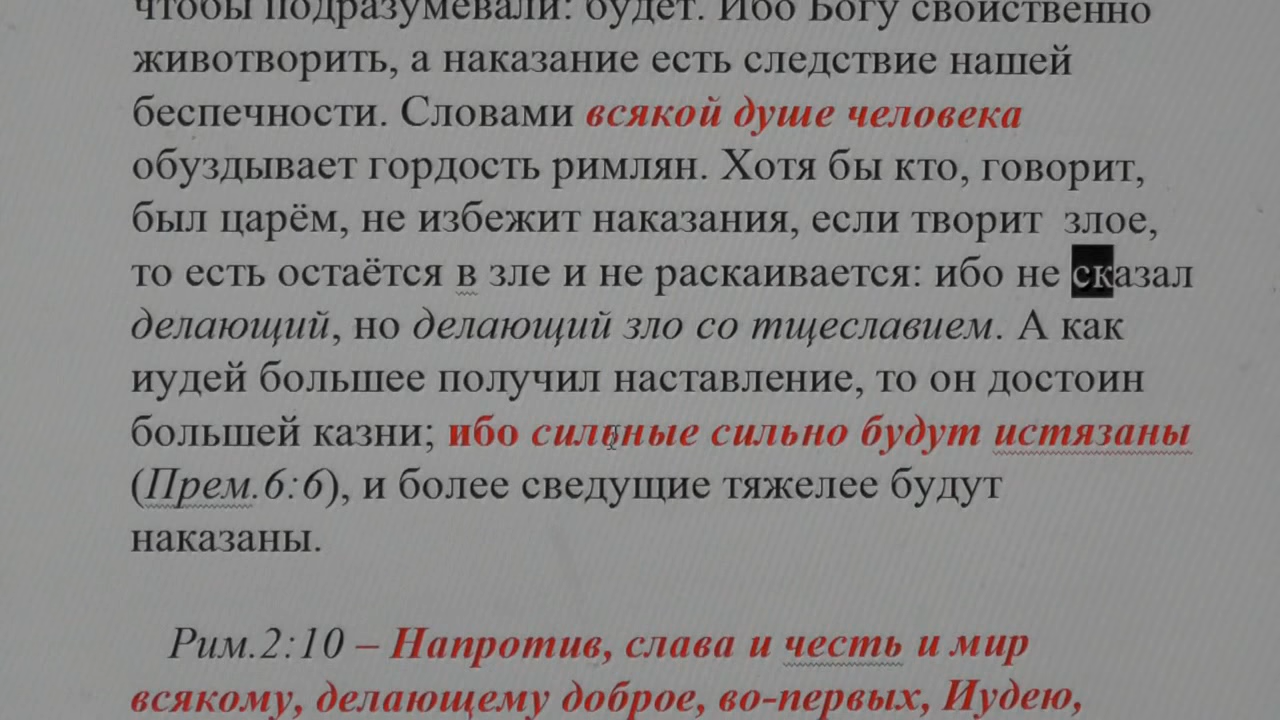 чтобы подразумевали: будет. Ибо Богу свойственно
животворить, а наказание есть следствие нашей
беспечности. Словами всякой душе человека
обуздывает гордость римлян. Хотя бы кто, говорит,
был царём, не избежит наказания, если творит злое,
то есть остаётся в зле и не раскаивается: ибо не сказал
делающий, но делающий зло со тщеславием. А как
иудей большее получил наставление, то он достоин
большей казни; ибо сильные сильно будут истязаны
(Прем.6:6), и более сведущие тяжелее будут
наказаны.
Рим.2:10 – Напротив, слава и честь и мир
всякому, делающему доброе, во-первых, Иудею,